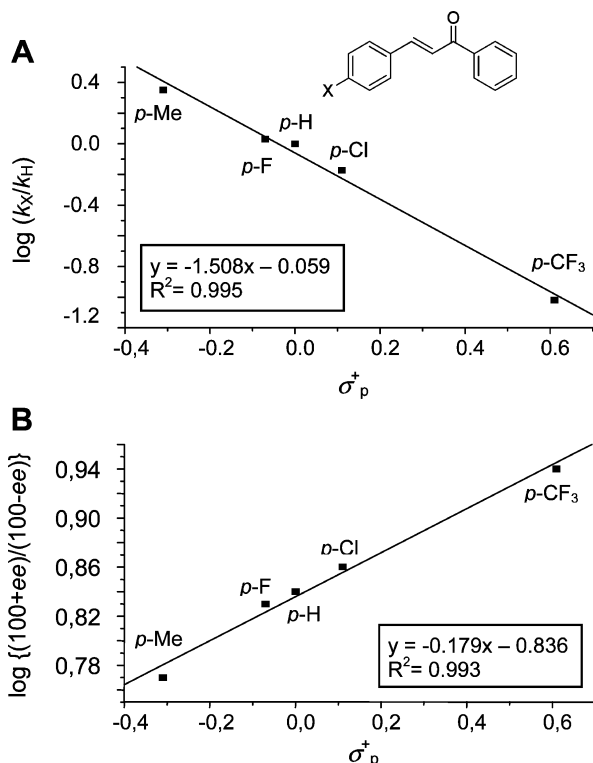 A
O
X
0.4
0.0
-0.4
-0.8
-1.2
log (kX/kH)
p-Me
p-H
p-F
p-Cl
p-CF₃
y = -1.508x – 0.059
R²= 0.995
-0,4
-0.2
0.0
0.2
0.4
0.6
σ⁺p
B
0,94
0,90
0,86
0,82
0,78
log {(100+ee)/(100-ee)}
p-CF₃
p-Cl
p-F
p-H
p-Me
y = -0.179x – 0.836
R²= 0.993
-0,4
-0,2
0,0
0,2
0,4
0,6
σ⁺p